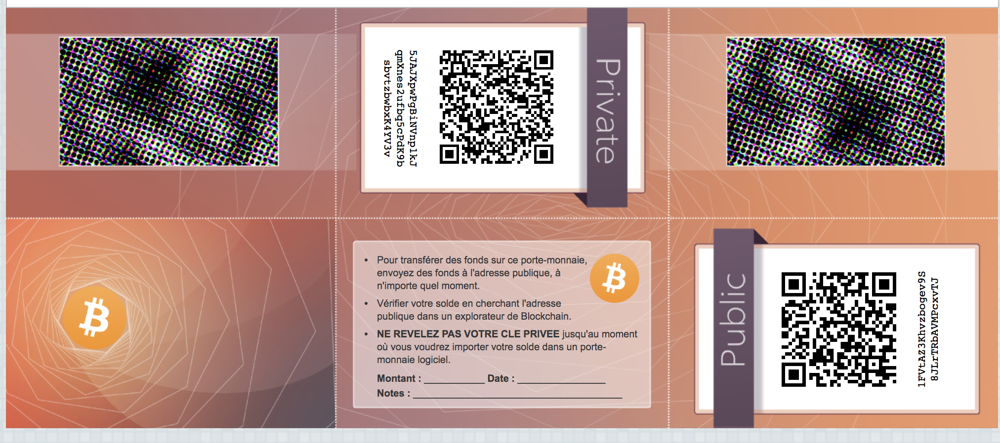 5JAJXpwPgBiNVnp1kJ
qmXnes2ufbq5cPdK9b
sbvtzbwbxK4YV3v
Private
• Pour transférer des fonds sur ce porte-monnaie,
envoyez des fonds à l'adresse publique, à
n'importe quel moment.
• Vérifier votre solde en cherchant l'adresse
publique dans un explorateur de Blockchain.
• NE REVELEZ PAS VOTRE CLE PRIVEE jusqu'au moment
où vous voudrez importer votre solde dans un porte-
monnaie logiciel.
Montant : ___________ Date : ________________
Notes : ______________________________________
Public
1FVtAZ3Khvzbogev9S
8JLrTRbAVMPcxvTJ